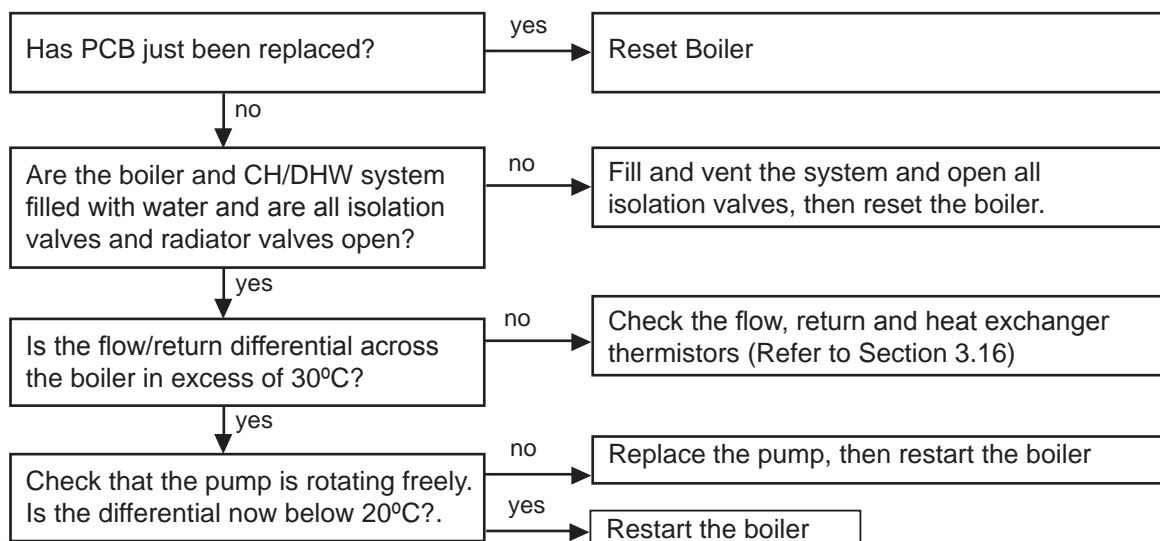 Has PCB just been replaced?
yes
Reset Boiler
no
Are the boiler and CH/DHW system
filled with water and are all isolation
valves and radiator valves open?
no
Fill and vent the system and open all
isolation valves, then reset the boiler.
yes
Is the flow/return differential across
the boiler in excess of 30ºC?
no
Check the flow, return and heat exchanger
thermistors (Refer to Section 3.16)
yes
Check that the pump is rotating freely.
Is the differential now below 20ºC?.
no
Replace the pump, then restart the boiler
yes
Restart the boiler